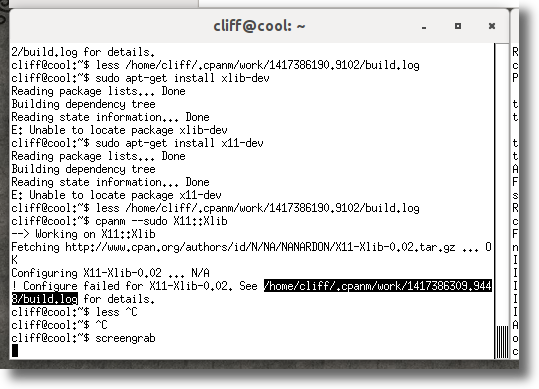 cliff@cool: ~
2/build.log for details.
cliff@cool:~$ less /home/cliff/.cpanm/work/1417386190.9102/build.log
cliff@cool:~$ sudo apt-get install xlib-dev
Reading package lists... Done
Building dependency tree
Reading state information... Done
E: Unable to locate package xlib-dev
cliff@cool:~$ sudo apt-get install x11-dev
Reading package lists... Done
Building dependency tree
Reading state information... Done
E: Unable to locate package x11-dev
cliff@cool:~$ less /home/cliff/.cpanm/work/1417386190.9102/build.log
cliff@cool:~$ cpanm --sudo X11::Xlib
--> Working on X11::Xlib
Fetching http://www.cpan.org/authors/id/N/NA/NANARDON/X11-Xlib-0.02.tar.gz ... O
K
Configuring X11-Xlib-0.02 ... N/A
! Configure failed for X11-Xlib-0.02. See /home/cliff/.cpanm/work/1417386309.944
8/build.log for details.
cliff@cool:~$ less ^C
cliff@cool:~$ ^C
cliff@cool:~$ screengrab